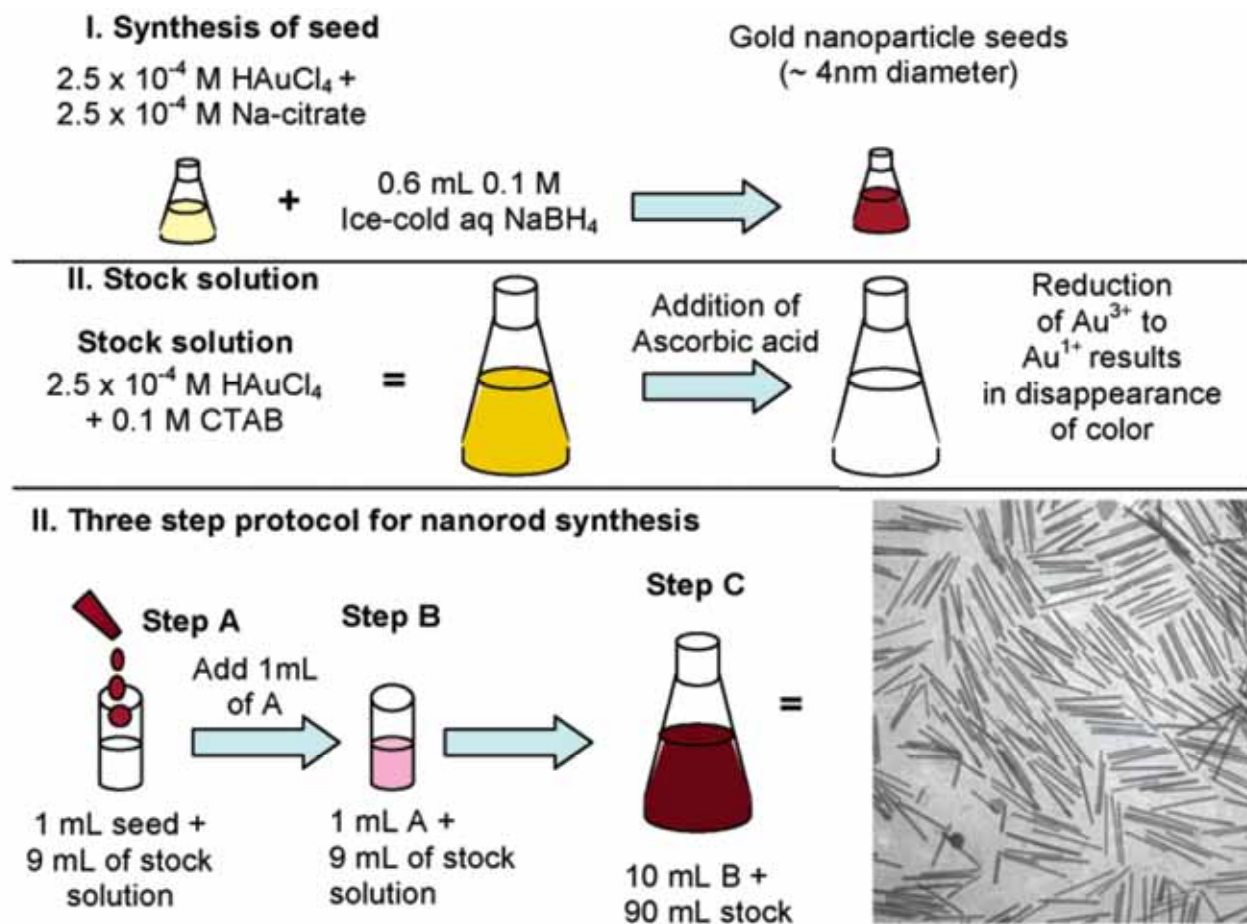 I. Synthesis of seed
2.5 x 10⁻⁴ M HAuCl₄ +
2.5 x 10⁻⁴ M Na-citrate
+
0.6 mL 0.1 M
Ice-cold aq NaBH₄
Gold nanoparticle seeds
(~ 4nm diameter)
II. Stock solution
Stock solution
2.5 x 10⁻⁴ M HAuCl₄
+ 0.1 M CTAB
=
Addition of
Ascorbic acid
Reduction
of Au³⁺ to
Au¹⁺ results
in disappearance
of color
II. Three step protocol for nanorod synthesis
Step A
1 mL seed +
9 mL of stock
solution
Add 1mL
of A
Step B
1 mL A +
9 mL of stock
solution
Step C
10 mL B +
90 mL stock
=